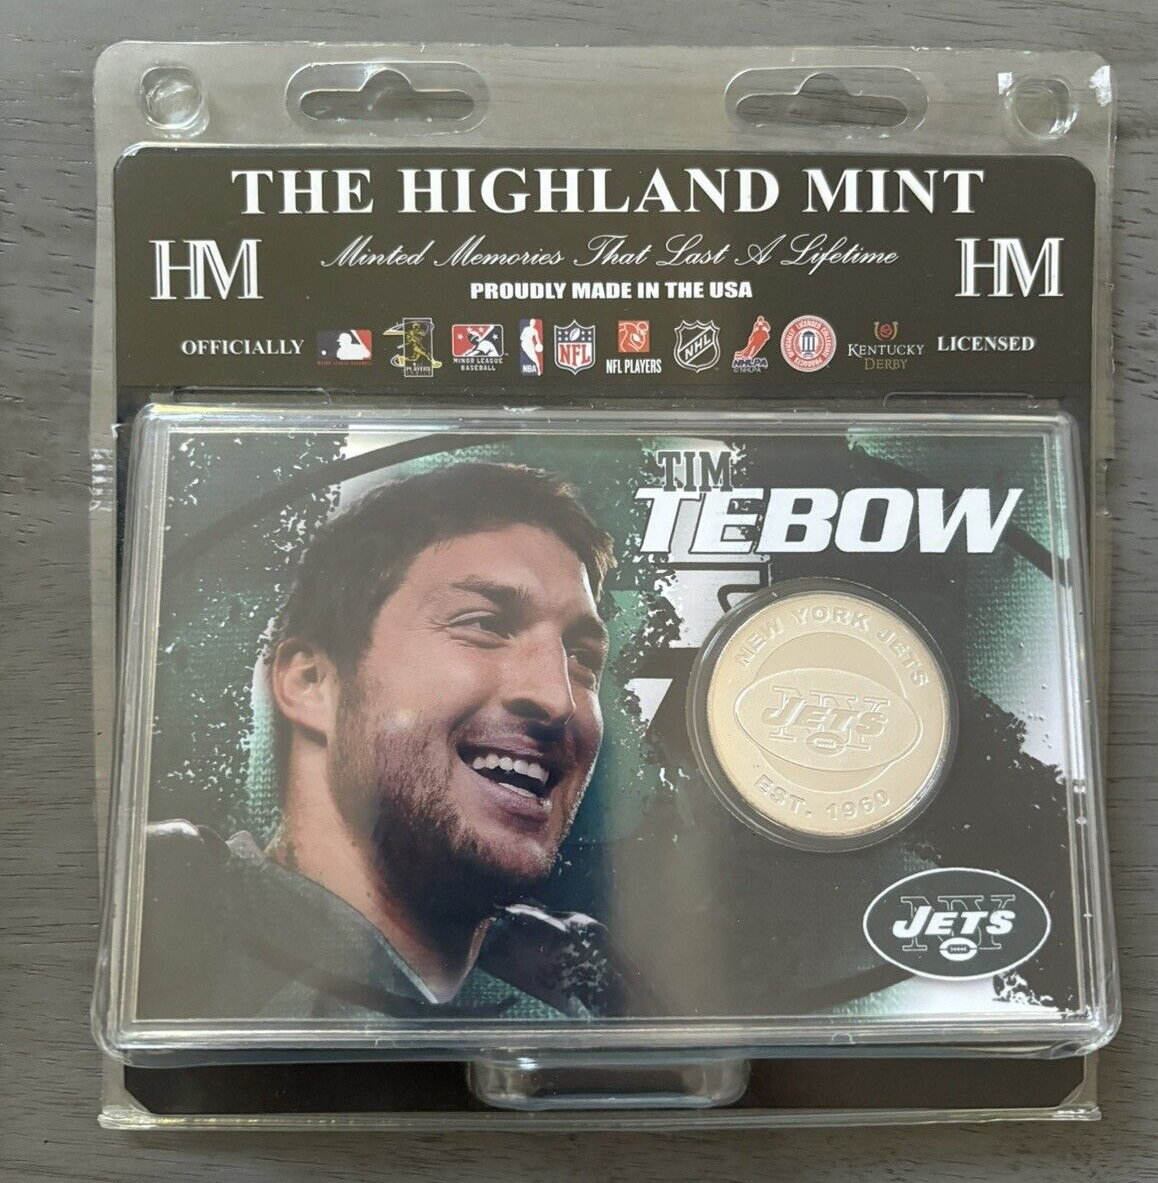 THE HIGHLAND MINT
HM
Minted Memories That Last A Lifetime
HM
PROUDLY MADE IN THE USA
OFFICIALLY
PLAYERS
MINOR LEAGUE
BASEBALL
NBA
NFL
NFL PLAYERS
NHL
NHLPA
KENTUCKY
DERBY
LICENSED
TIM
TEBOW
NEW YORK JETS
NY
JETS
EST. 1960
NY
JETS